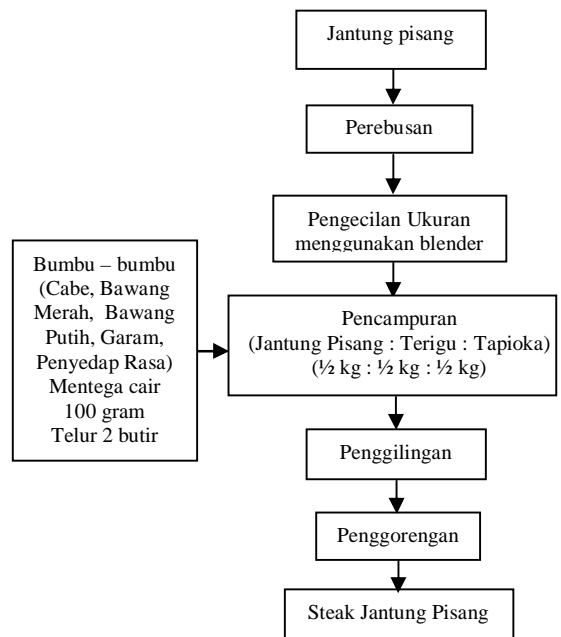 Jantung pisang
Perebusan
Pengecilan Ukuran
menggunakan blender
Bumbu – bumbu
(Cabe, Bawang
Merah, Bawang
Putih, Garam,
Penyedap Rasa)
Mentega cair
100 gram
Telur 2 butir
Pencampuran
(Jantung Pisang : Terigu : Tapioka)
(½ kg : ½ kg : ½ kg)
Penggilingan
Penggorengan
Steak Jantung Pisang